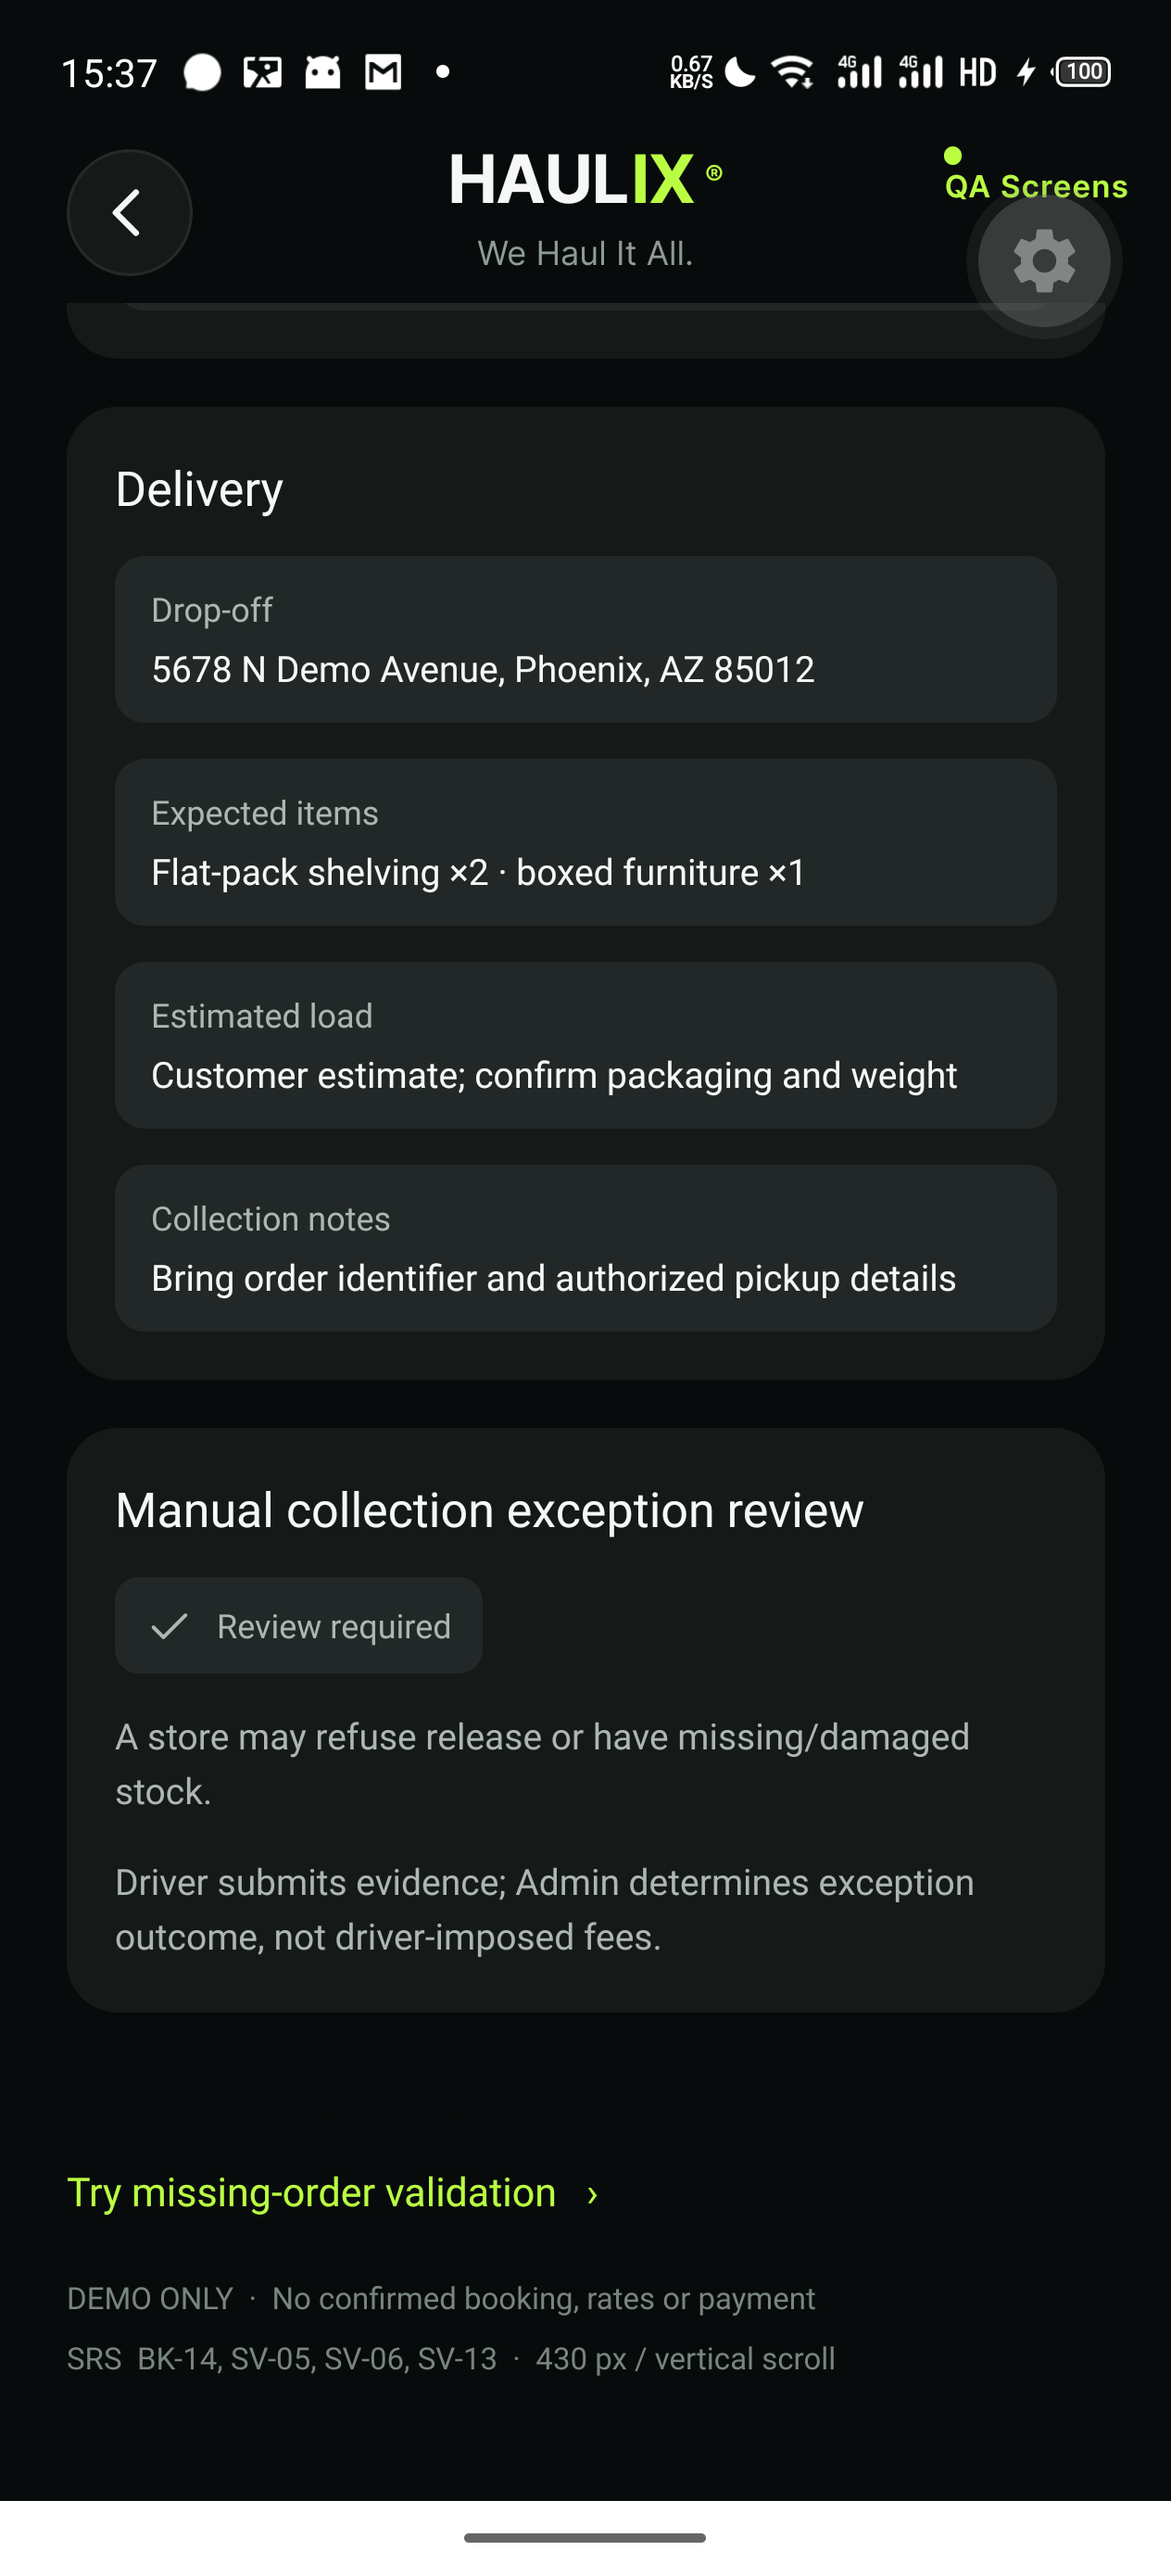 15:37
0.67
KB/S
4G
4G
HD
100
HAULIX ®
We Haul It All.
QA Screens
Delivery
Drop-off
5678 N Demo Avenue, Phoenix, AZ 85012
Expected items
Flat-pack shelving ×2 · boxed furniture ×1
Estimated load
Customer estimate; confirm packaging and weight
Collection notes
Bring order identifier and authorized pickup details
Manual collection exception review
Review required
A store may refuse release or have missing/damaged
stock.
Driver submits evidence; Admin determines exception
outcome, not driver-imposed fees.
Try missing-order validation ›
DEMO ONLY · No confirmed booking, rates or payment
SRS BK-14, SV-05, SV-06, SV-13 · 430 px / vertical scroll